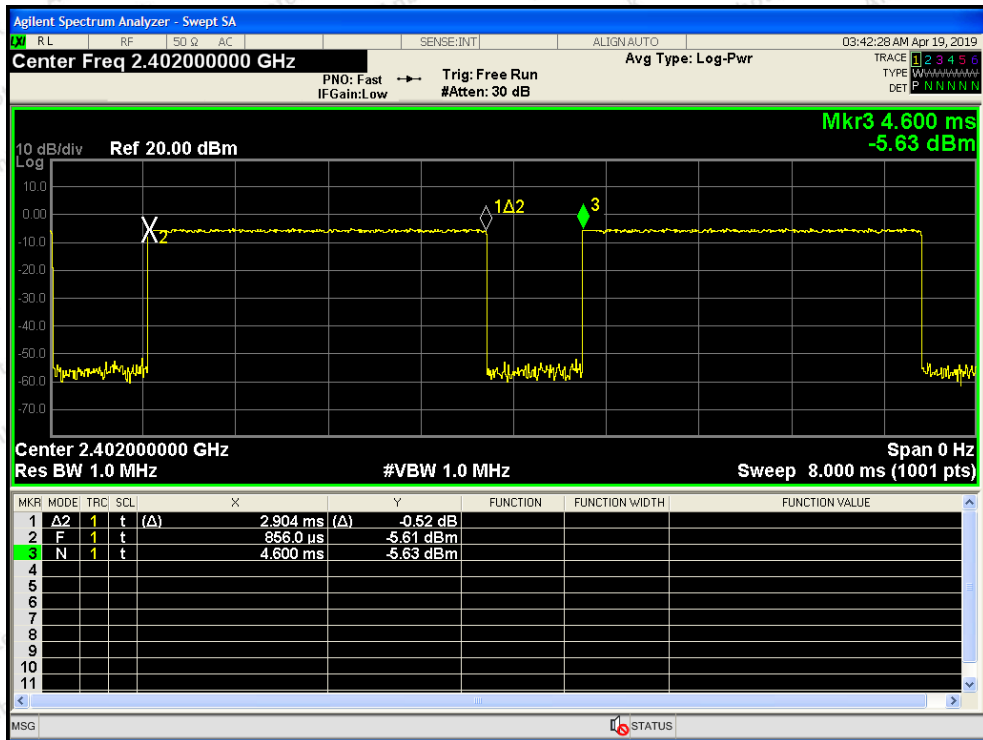 Agilent Spectrum Analyzer - Swept SA
LXI RL RF 50 Ω AC SENSE:INT ALIGN AUTO 03:42:28 AM Apr 19, 2019
Center Freq 2.402000000 GHz Avg Type: Log-Pwr TRACE 1 2 3 4 5 6
PNO: Fast Trig: Free Run TYPE WWWWWW
IFGain:Low #Atten: 30 dB DET P N N N N N
Mkr3 4.600 ms
10 dB/div Ref 20.00 dBm -5.63 dBm
Log
10.0
0.00
-10.0
-20.0
-30.0
-40.0
-50.0
-60.0
-70.0
X2 1Δ2 3
Center 2.402000000 GHz Span 0 Hz
Res BW 1.0 MHz #VBW 1.0 MHz Sweep 8.000 ms (1001 pts)
MKR MODE TRC SCL X Y FUNCTION FUNCTION WIDTH FUNCTION VALUE
1 Δ2 1 t (Δ) 2.904 ms (Δ) -0.52 dB
2 F 1 t 856.0 µs -5.61 dBm
3 N 1 t 4.600 ms -5.63 dBm
4
5
6
7
8
9
10
11
MSG STATUS